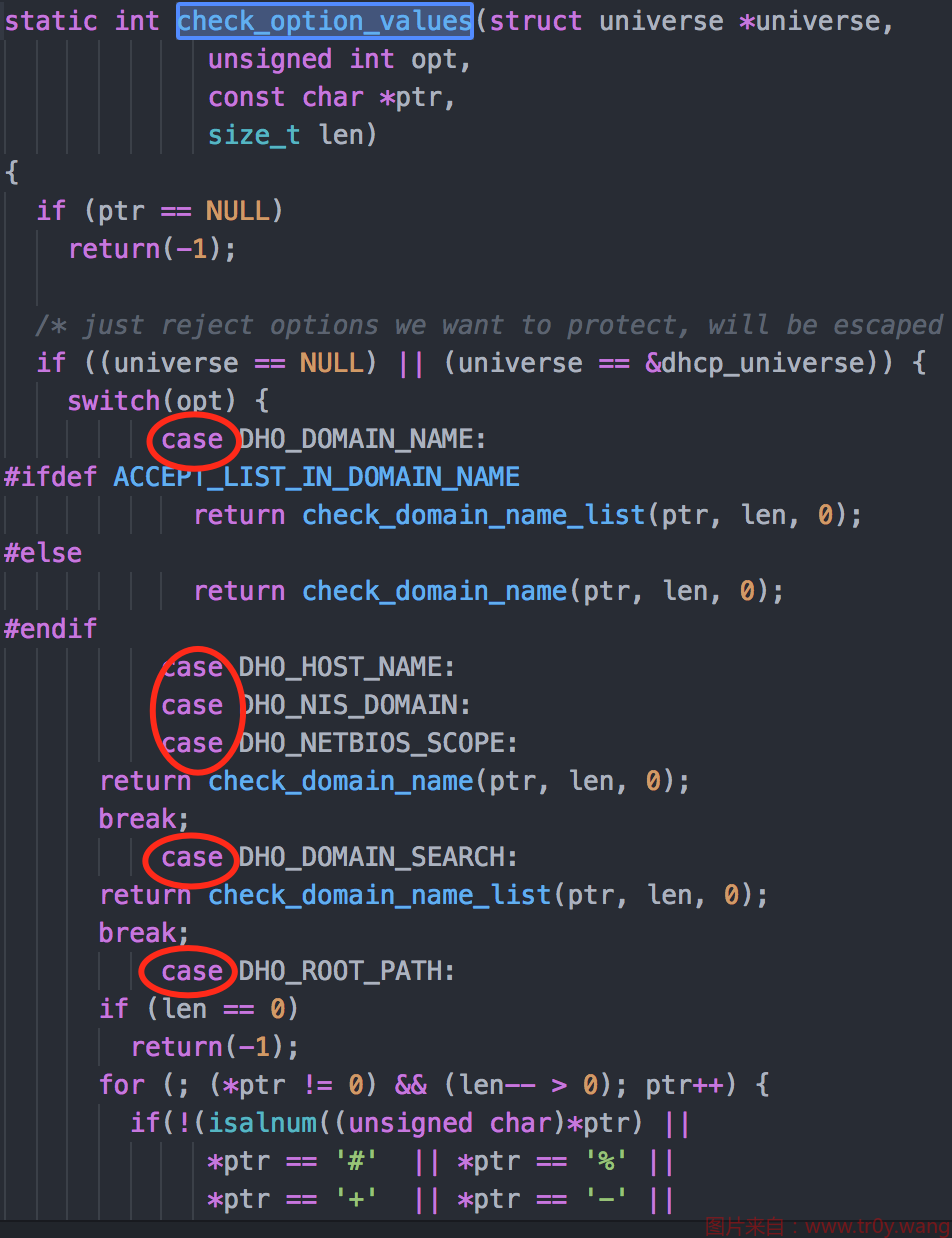 static int check_option_values(struct universe *universe,
unsigned int opt,
const char *ptr,
size_t len)
{
if (ptr == NULL)
return(-1);
/* just reject options we want to protect, will be escaped
if ((universe == NULL) || (universe == &dhcp_universe)) {
switch(opt) {
case DHO_DOMAIN_NAME:
#ifdef ACCEPT_LIST_IN_DOMAIN_NAME
return check_domain_name_list(ptr, len, 0);
#else
return check_domain_name(ptr, len, 0);
#endif
case DHO_HOST_NAME:
case DHO_NIS_DOMAIN:
case DHO_NETBIOS_SCOPE:
return check_domain_name(ptr, len, 0);
break;
case DHO_DOMAIN_SEARCH:
return check_domain_name_list(ptr, len, 0);
break;
case DHO_ROOT_PATH:
if (len == 0)
return(-1);
for (; (*ptr != 0) && (len-- > 0); ptr++) {
if(!(isalnum((unsigned char)*ptr) ||
*ptr == '#' || *ptr == '%' ||
*ptr == '+' || *ptr == '-' ||
图片来自：www.tr0y.wang